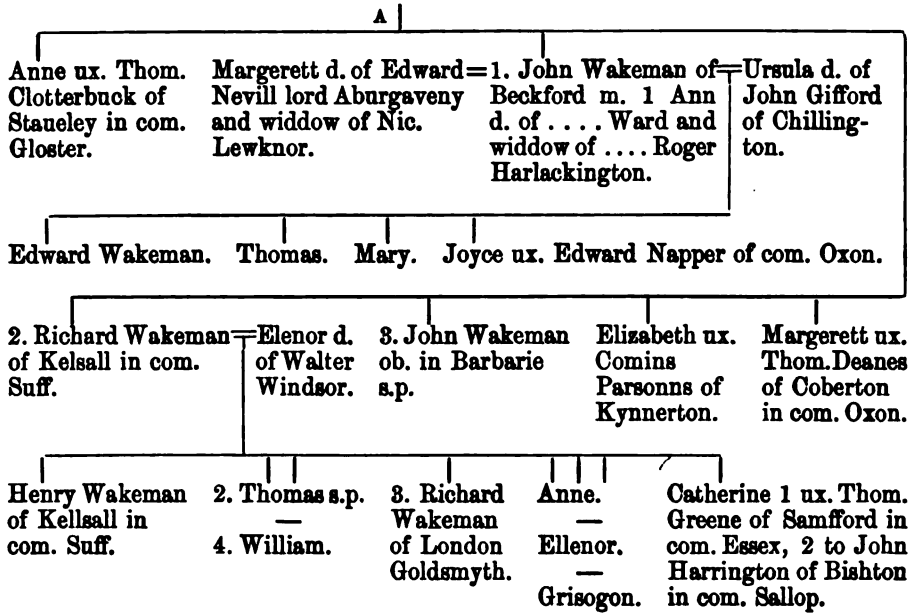 A
Anne ux. Thom.
Clotterbuck of
Staueley in com.
Gloster.
Margerett d. of Edward
Nevill lord Aburgaveny
and widdow of Nic.
Lewknor.
1. John Wakeman of
Beckford m. 1 Ann
d. of .... Ward and
widdow of .... Roger
Harlackington.
Ursula d. of
John Gifford
of Chilling-
ton.
Edward Wakeman. Thomas. Mary. Joyce ux. Edward Napper of com. Oxon.
2. Richard Wakeman
of Kelsall in com.
Suff.
Elenor d.
of Walter
Windsor.
3. John Wakeman
ob. in Barbarie
s.p.
Elizabeth ux.
Comins
Parsonns of
Kynnerton.
Margerett ux.
Thom. Deanes
of Coberton
in com. Oxon.
Henry Wakeman
of Kellsall in
com. Suff.
2. Thomas s.p.
—
4. William.
3. Richard
Wakeman
of London
Goldsmyth.
Anne.
—
Ellenor.
—
Grisogon.
Catherine 1 ux. Thom.
Greene of Samfford in
com. Essex, 2 to John
Harrington of Bishton
in com. Sallop.